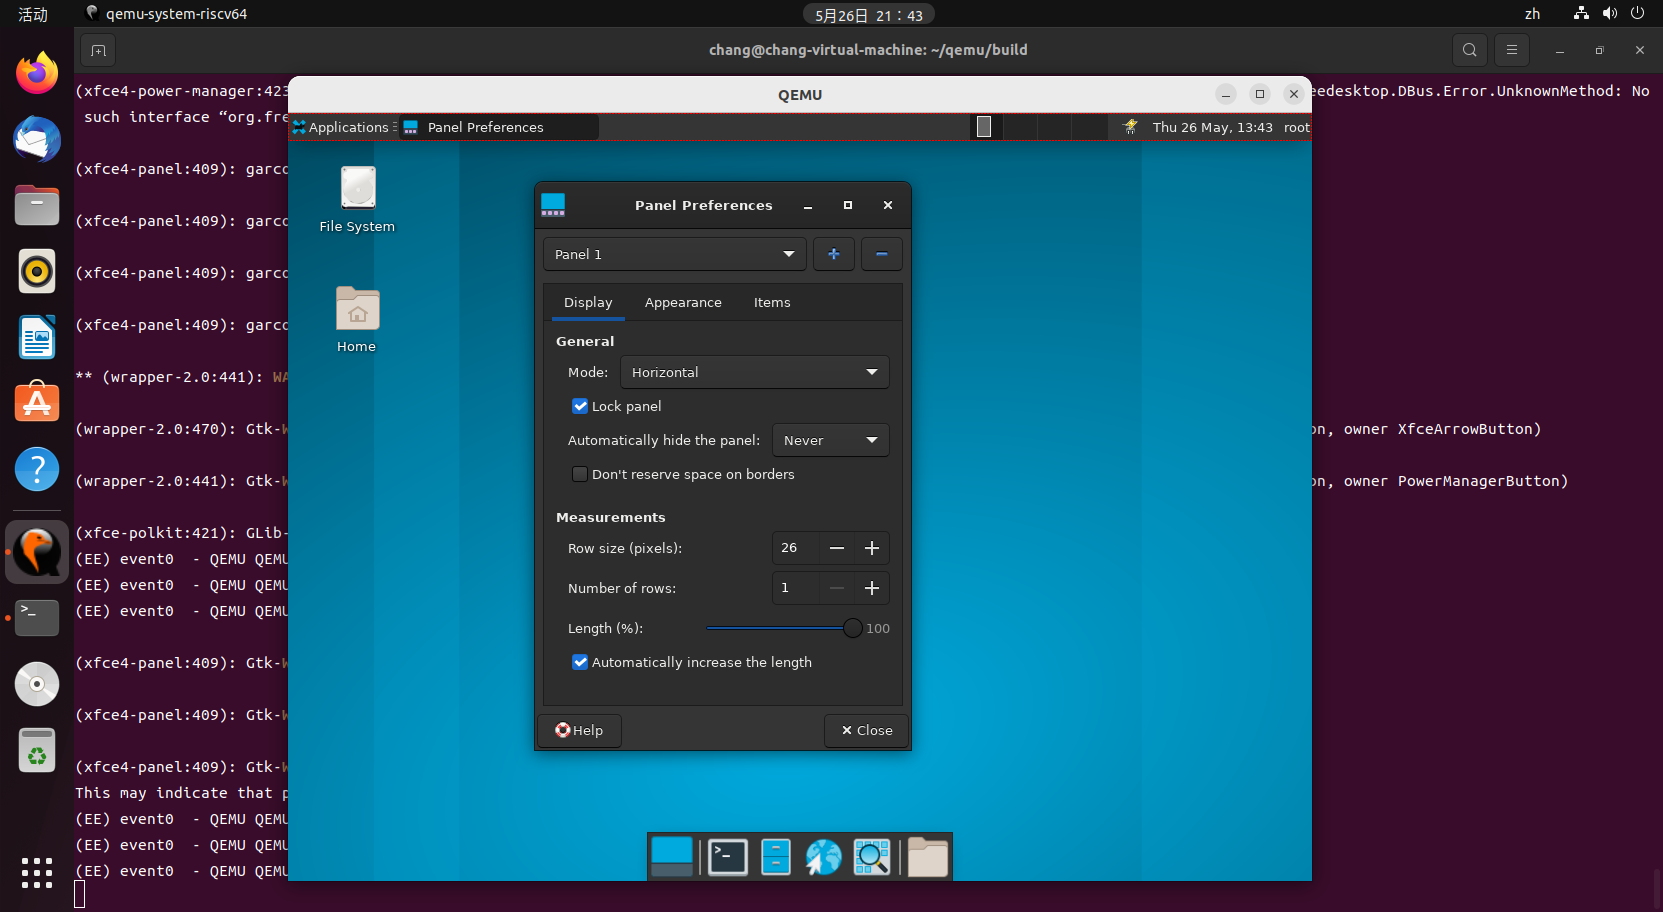 活动
qemu-system-riscv64
5月26日 21：43
zh
chang@chang-virtual-machine: ~/qemu/build
(xfce4-power-manager:423
eedesktop.DBus.Error.UnknownMethod: No
such interface “org.fre
(xfce4-panel:409): garco
(xfce4-panel:409): garco
(xfce4-panel:409): garco
(xfce4-panel:409): garco
** (wrapper-2.0:441): WA
(wrapper-2.0:470): Gtk-W
on, owner XfceArrowButton)
(wrapper-2.0:441): Gtk-W
on, owner PowerManagerButton)
(xfce-polkit:421): GLib-
(EE) event0  - QEMU QEMU
(EE) event0  - QEMU QEMU
(EE) event0  - QEMU QEMU
(xfce4-panel:409): Gtk-W
(xfce4-panel:409): Gtk-W
(xfce4-panel:409): Gtk-W
This may indicate that p
(EE) event0  - QEMU QEMU
(EE) event0  - QEMU QEMU
(EE) event0  - QEMU QEMU
QEMU
Applications
Panel Preferences
Thu 26 May, 13:43
root
File System
Home
Panel Preferences
Panel 1
Display
Appearance
Items
General
Mode:
Horizontal
Lock panel
Automatically hide the panel:
Never
Don't reserve space on borders
Measurements
Row size (pixels):
26
Number of rows:
1
Length (%):
100
Automatically increase the length
Help
Close